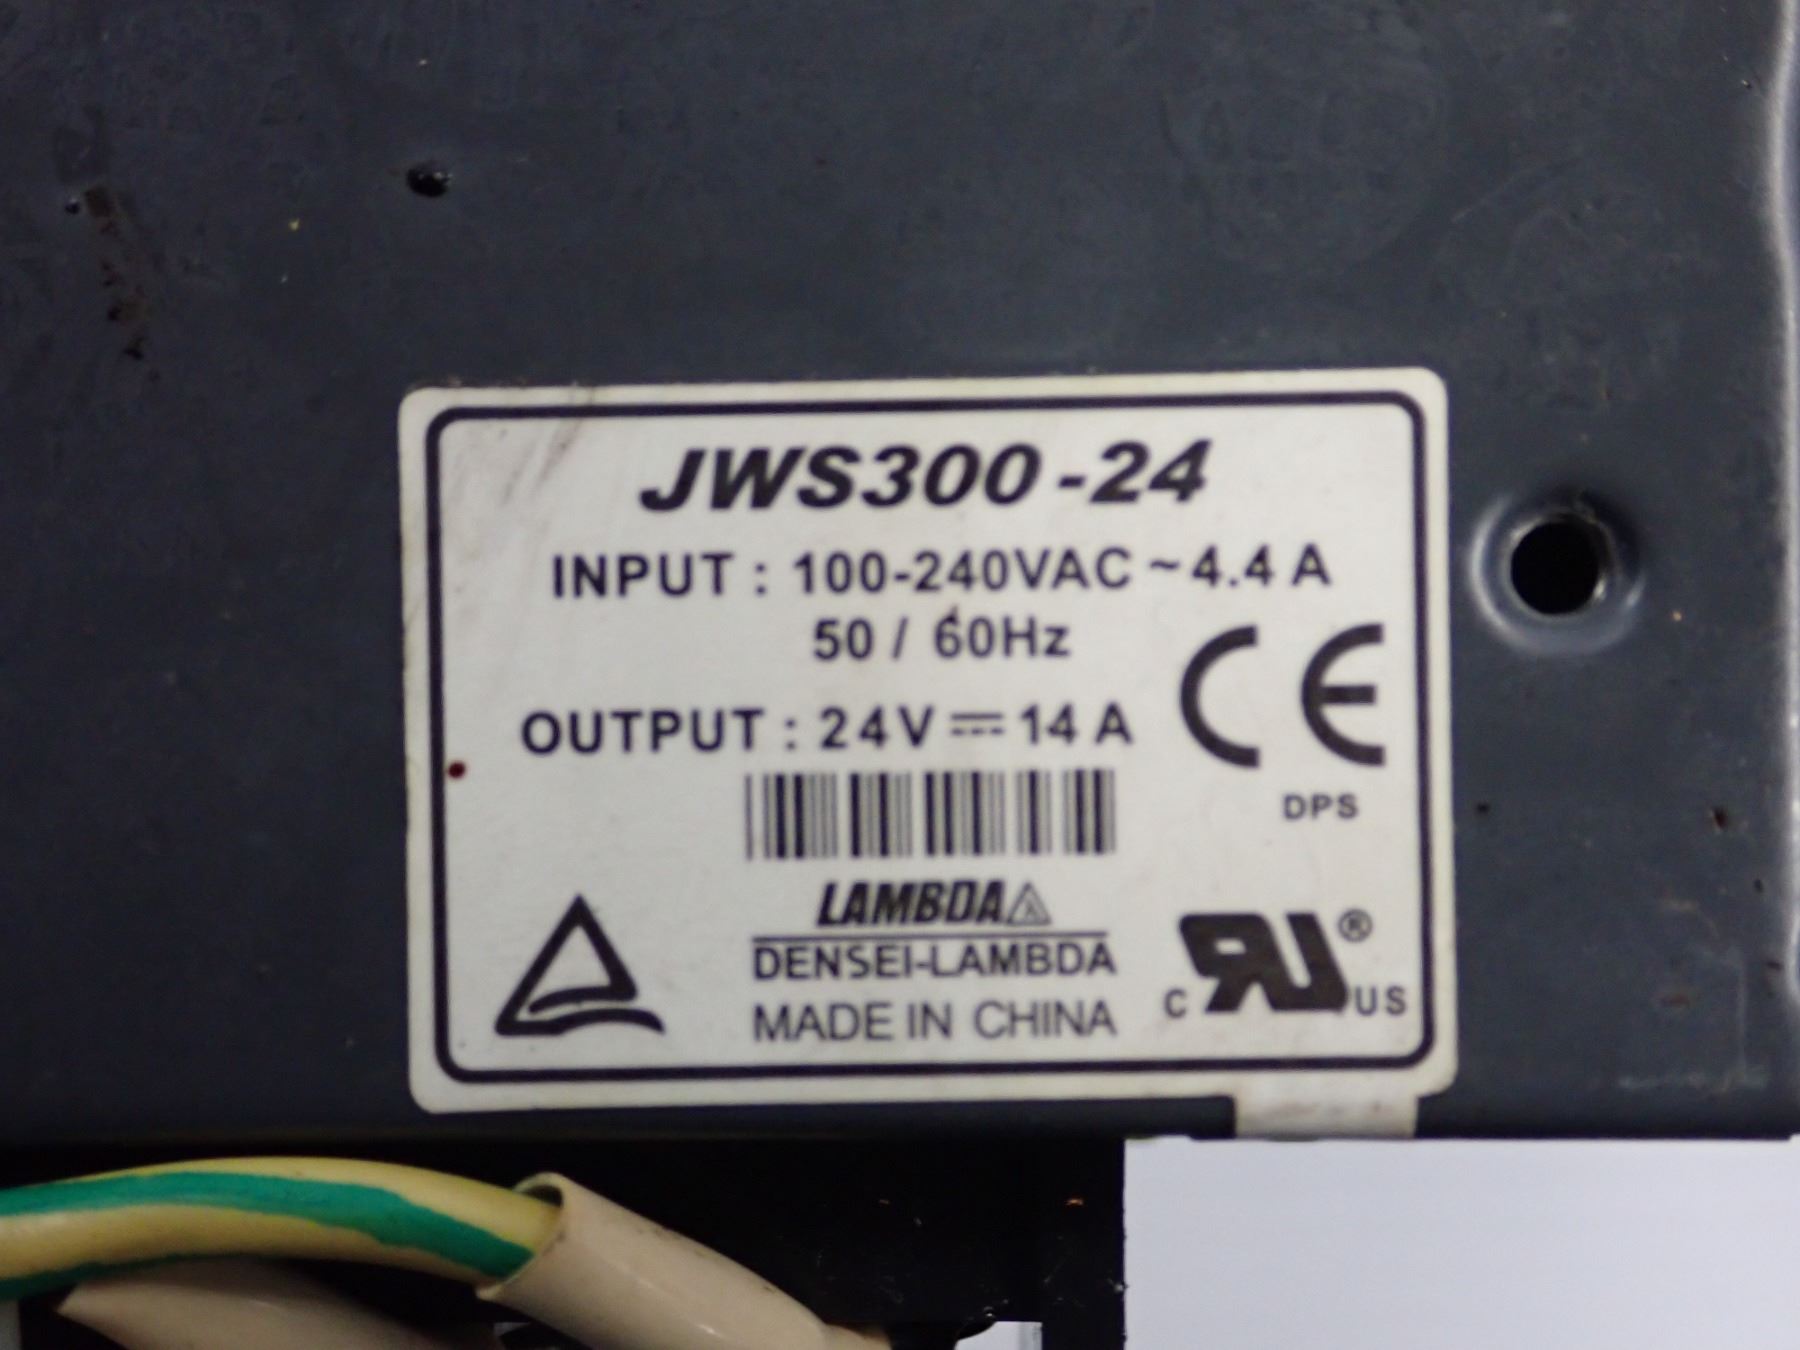 JWS300-24
INPUT : 100-240VAC ~ 4.4 A
50 / 60Hz
OUTPUT : 24V ⎓ 14 A
CE
DPS
LAMBDA
DENSEI-LAMBDA
MADE IN CHINA
C RU ® US